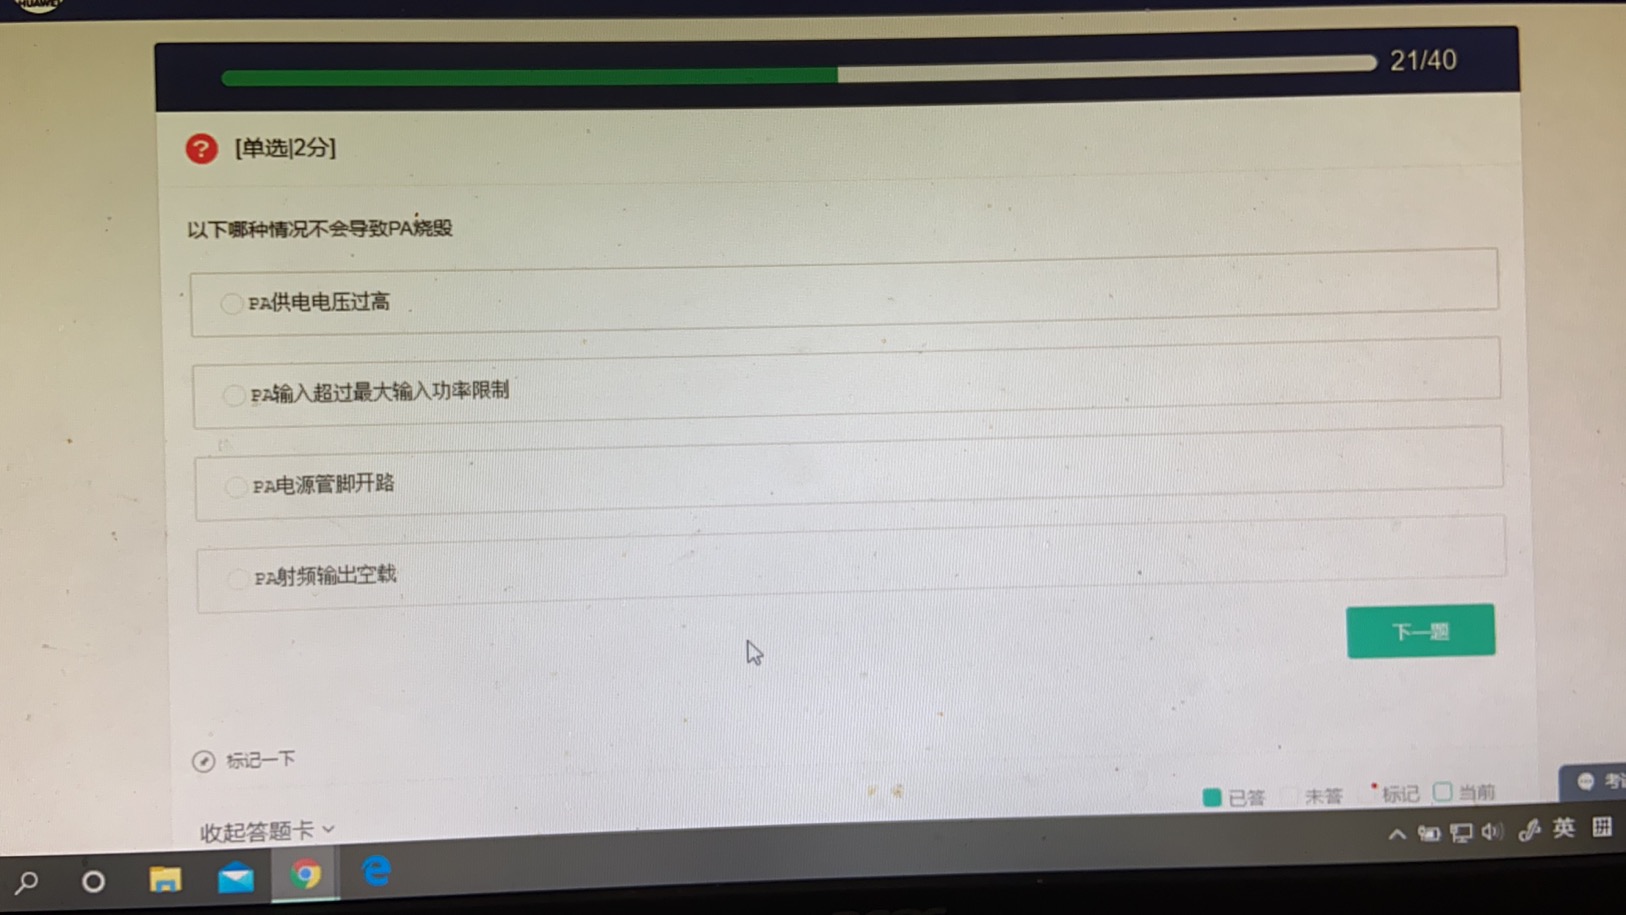 HUAWEI
21/40
? [单选|2分]
以下哪种情况不会导致PA烧毁
PA供电电压过高
PA输入超过最大输入功率限制
PA电源管脚开路
PA射频输出空载
下一题
标记一下
已答 未答 标记 当前
收起答题卡
英 拼